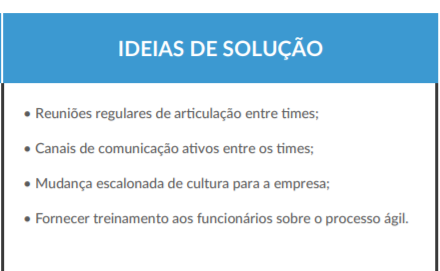 IDEIAS DE SOLUÇÃO
• Reuniões regulares de articulação entre times;
• Canais de comunicação ativos entre os times;
• Mudança escalonada de cultura para a empresa;
• Fornecer treinamento aos funcionários sobre o processo ágil.